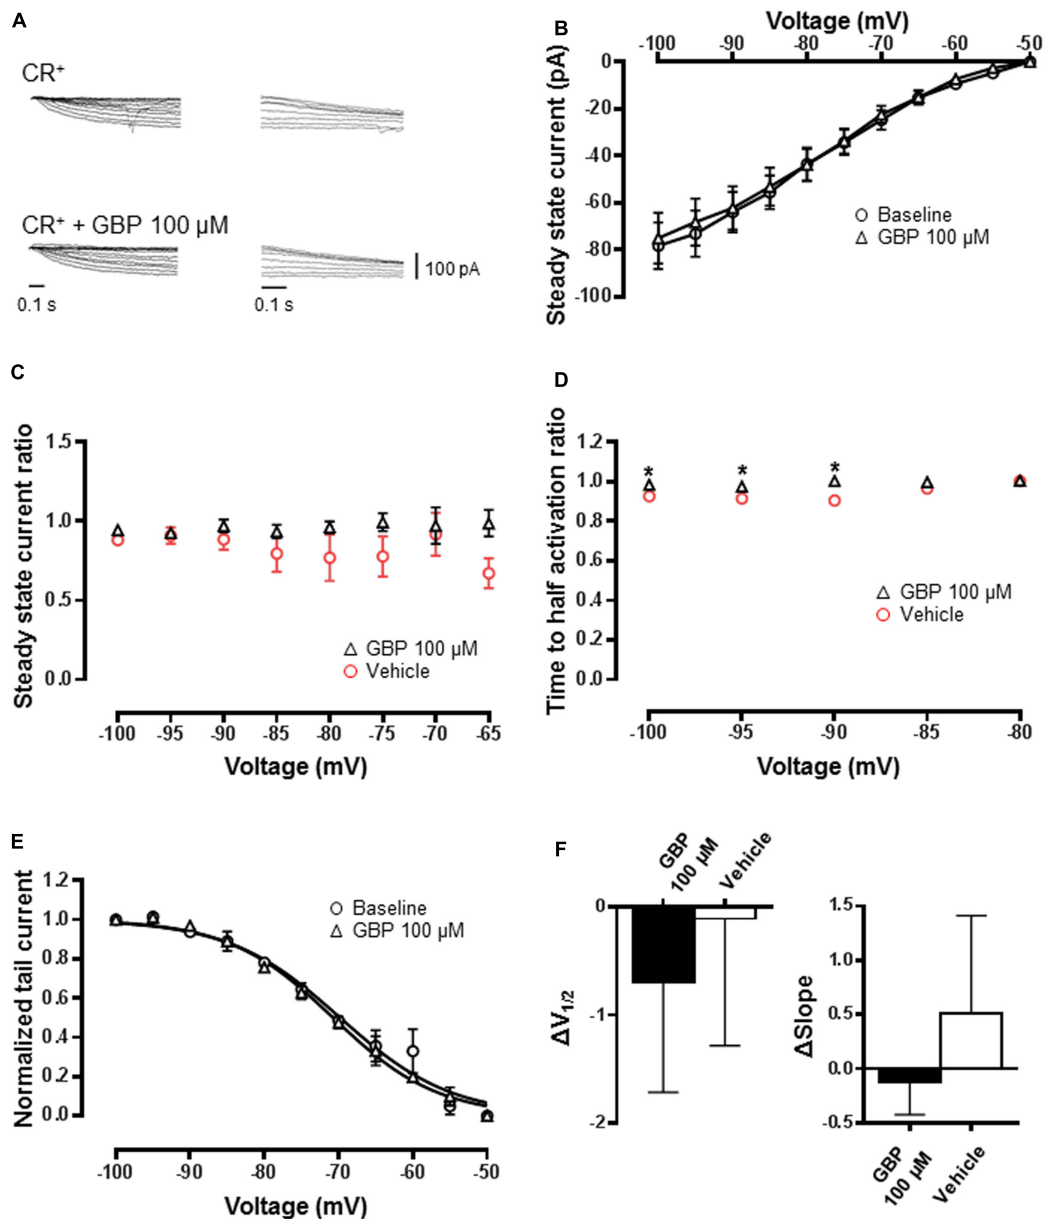 A
CR⁺
CR⁺ + GBP 100 µM
100 pA
0.1 s
0.1 s
B
Voltage (mV)
-100 -90 -80 -70 -60 -50
0
-20
-40
-60
-80
-100
Steady state current (pA)
Baseline
GBP 100 µM
C
Steady state current ratio
1.5
1.0
0.5
0.0
GBP 100 µM
Vehicle
-100 -95 -90 -85 -80 -75 -70 -65
Voltage (mV)
D
Time to half activation ratio
1.2
1.0
0.8
0.6
0.4
0.2
0.0
* * *
GBP 100 µM
Vehicle
-100 -95 -90 -85 -80
Voltage (mV)
E
Normalized tail current
1.2
1.0
0.8
0.6
0.4
0.2
0.0
Baseline
GBP 100 µM
-100 -90 -80 -70 -60 -50
Voltage (mV)
F
GBP
100 µM
Vehicle
0
-1
-2
ΔV1/2
ΔSlope
1.5
1.0
0.5
0.0
-0.5
GBP
100 µM
Vehicle